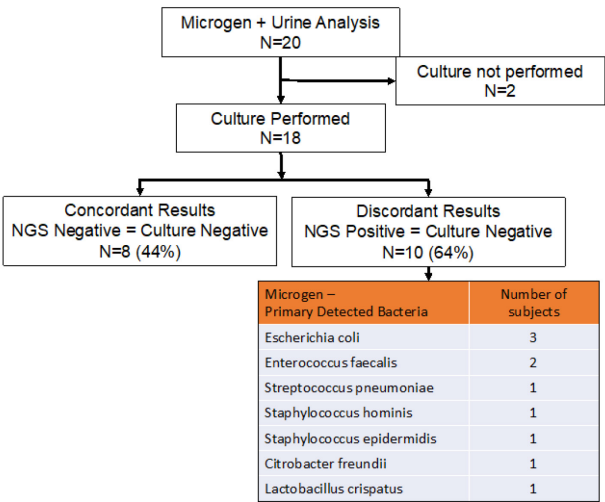 Microgen + Urine Analysis
N=20
Culture not performed
N=2
Culture Performed
N=18
Concordant Results
NGS Negative = Culture Negative
N=8 (44%)
Discordant Results
NGS Positive = Culture Negative
N=10 (64%)
Microgen –
Primary Detected Bacteria
Number of
subjects
Escherichia coli 3
Enterococcus faecalis 2
Streptococcus pneumoniae 1
Staphylococcus hominis 1
Staphylococcus epidermidis 1
Citrobacter freundii 1
Lactobacillus crispatus 1